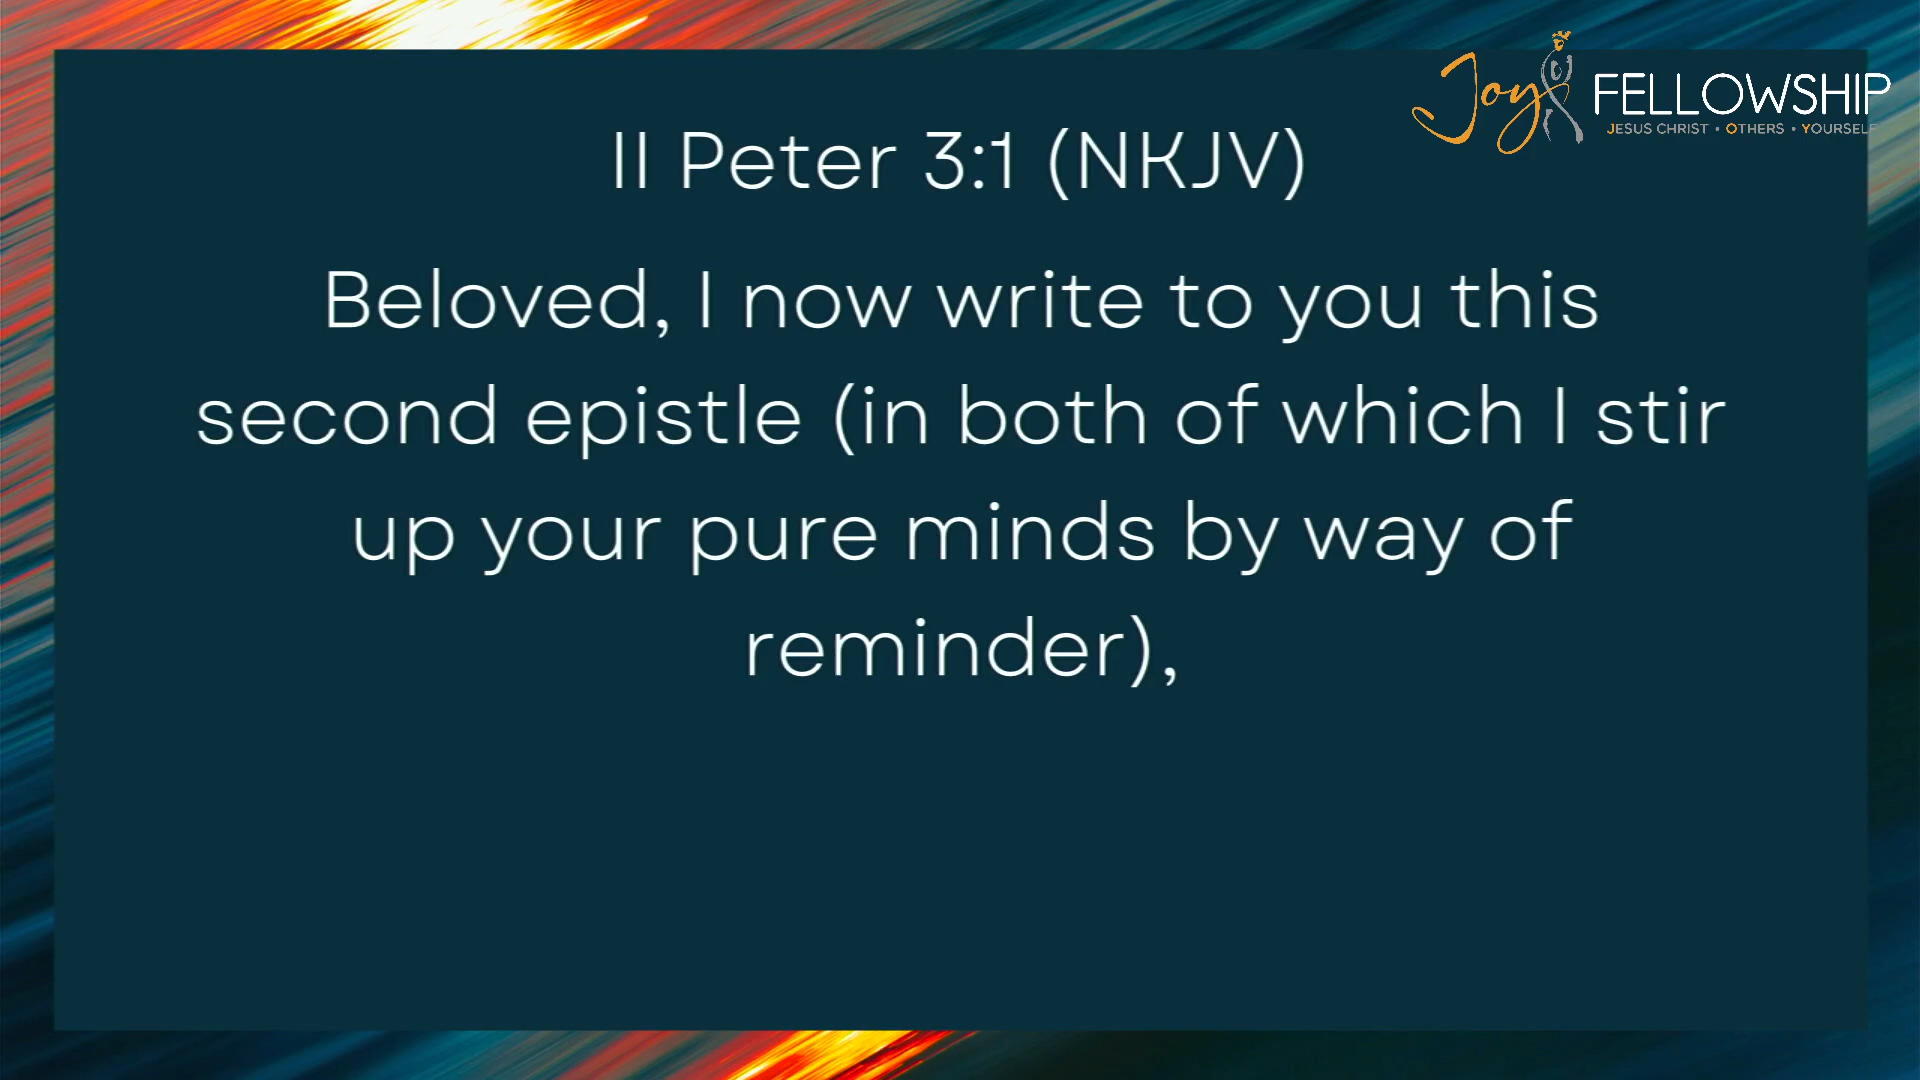 Joy FELLOWSHIP
JESUS CHRIST • OTHERS • YOURSELF
II Peter 3:1 (NKJV)
Beloved, I now write to you this
second epistle (in both of which I stir
up your pure minds by way of
reminder),